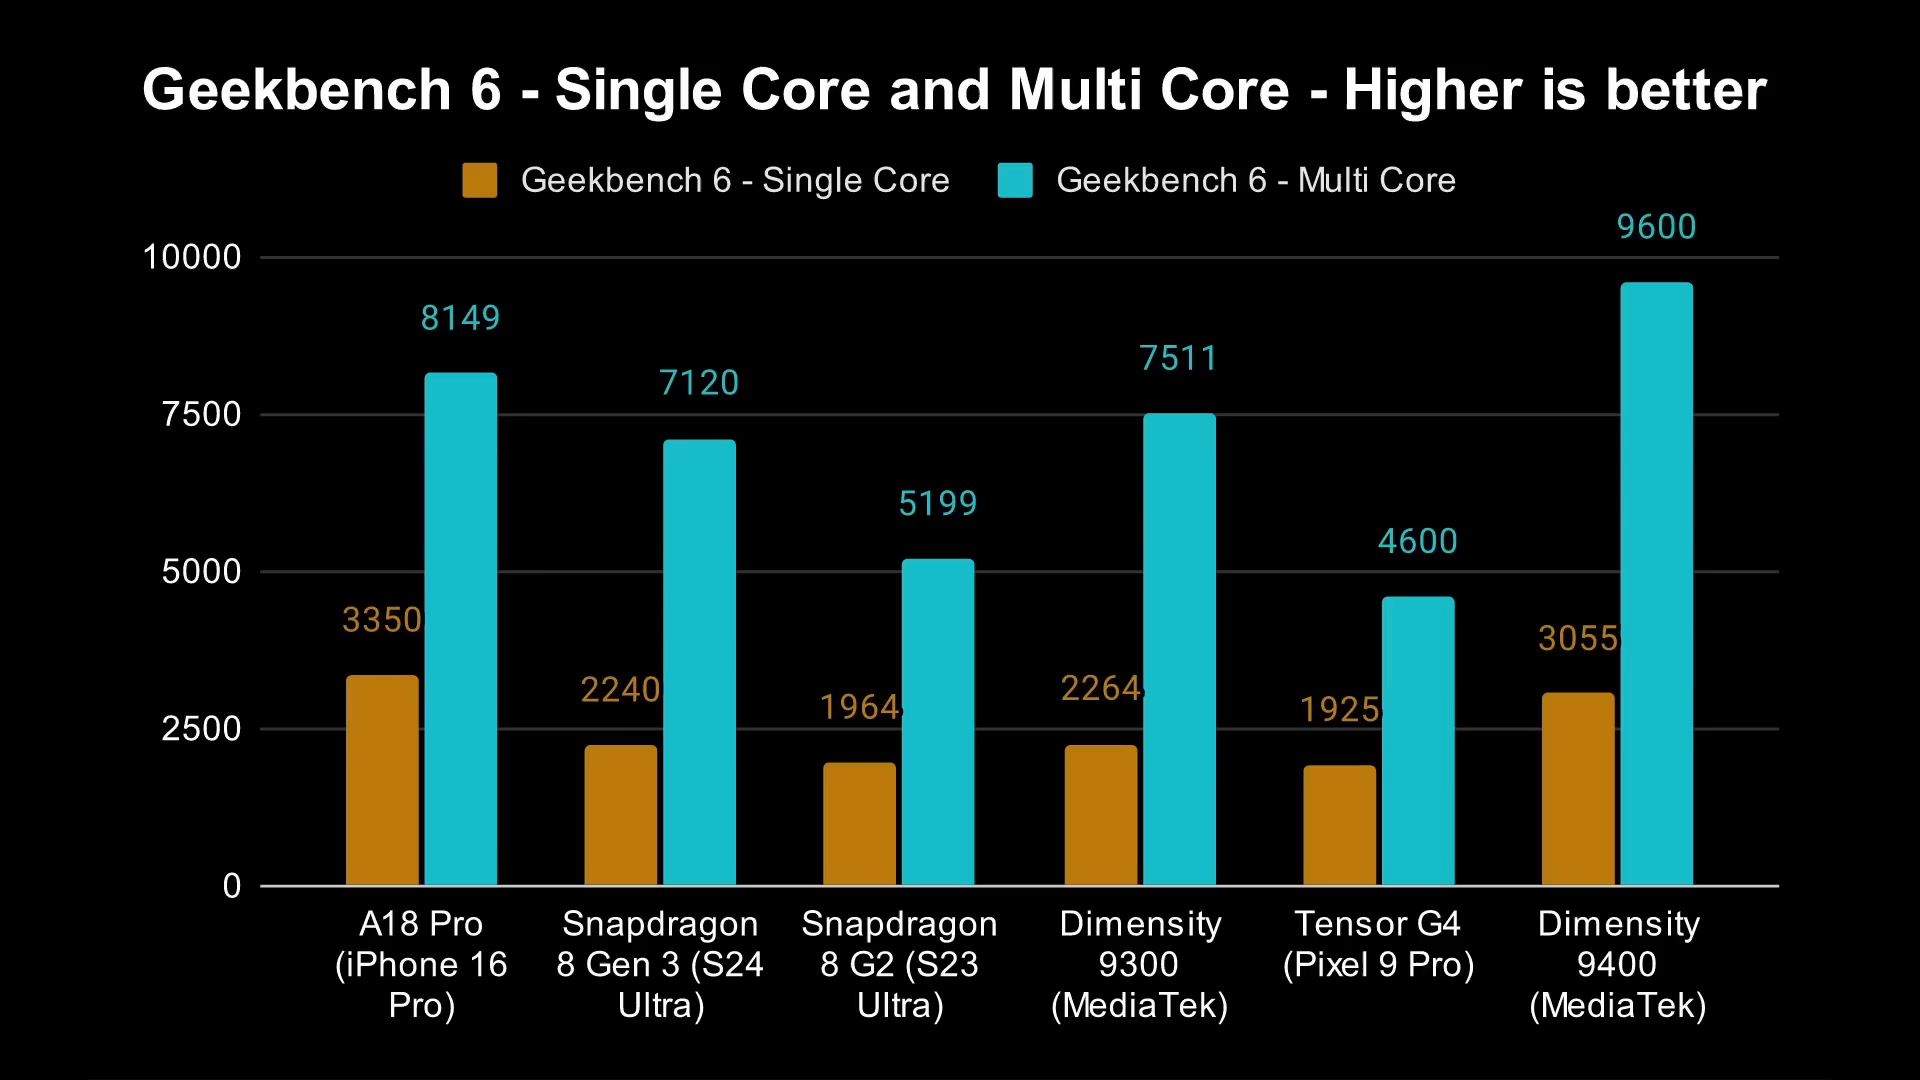 Geekbench 6 - Single Core and Multi Core - Higher is better
Geekbench 6 - Single Core
Geekbench 6 - Multi Core
10000
7500
5000
2500
0
3350
8149
2240
7120
1964
5199
2264
7511
1925
4600
3055
9600
A18 Pro
(iPhone 16
Pro)
Snapdragon
8 Gen 3 (S24
Ultra)
Snapdragon
8 G2 (S23
Ultra)
Dimensity
9300
(MediaTek)
Tensor G4
(Pixel 9 Pro)
Dimensity
9400
(MediaTek)